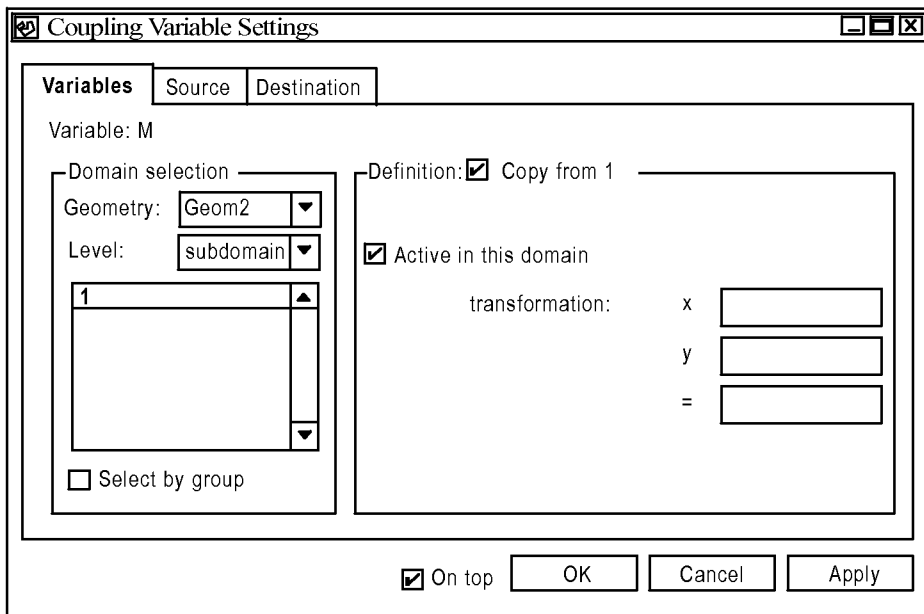 Coupling Variable Settings
Variables Source Destination
Variable: M
Domain selection
Geometry: Geom2
Level: subdomain
1
Select by group
Definition: Copy from 1
Active in this domain
transformation: x
y
=
On top OK Cancel Apply